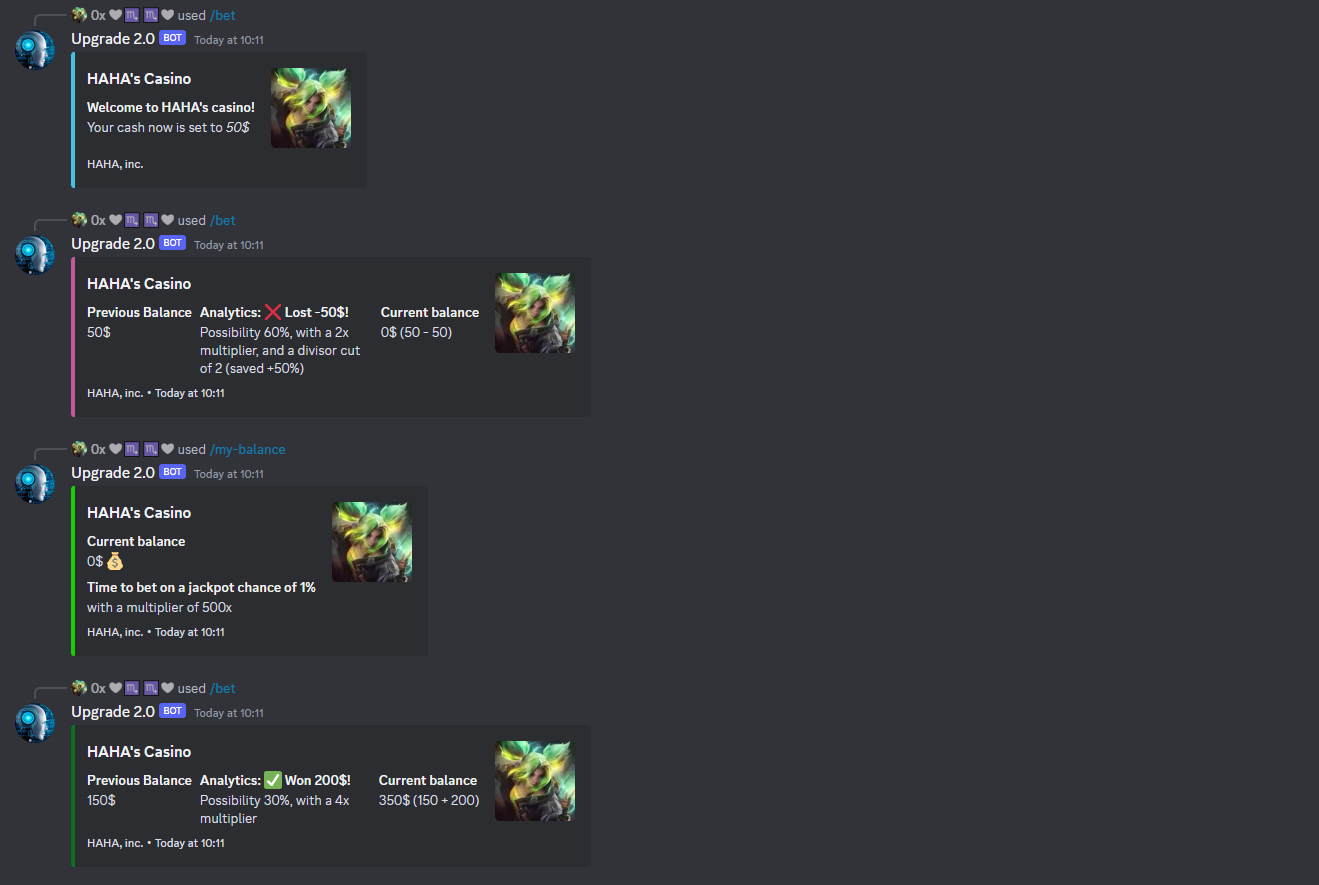 0x 🤍 ♏ ♏ 🤍 used /bet
Upgrade 2.0 BOT Today at 10:11
HAHA's Casino
Welcome to HAHA's casino!
Your cash now is set to 50$
HAHA, inc.
0x 🤍 ♏ ♏ 🤍 used /bet
Upgrade 2.0 BOT Today at 10:11
HAHA's Casino
Previous Balance Analytics: ❌ Lost -50$! Current balance
50$ Possibility 60%, with a 2x 0$ (50 - 50)
multiplier, and a divisor cut
of 2 (saved +50%)
HAHA, inc. • Today at 10:11
0x 🤍 ♏ ♏ 🤍 used /my-balance
Upgrade 2.0 BOT Today at 10:11
HAHA's Casino
Current balance
0$ 💰
Time to bet on a jackpot chance of 1%
with a multiplier of 500x
HAHA, inc. • Today at 10:11
0x 🤍 ♏ ♏ 🤍 used /bet
Upgrade 2.0 BOT Today at 10:11
HAHA's Casino
Previous Balance Analytics: ✅ Won 200$! Current balance
150$ Possibility 30%, with a 4x 350$ (150 + 200)
multiplier
HAHA, inc. • Today at 10:11